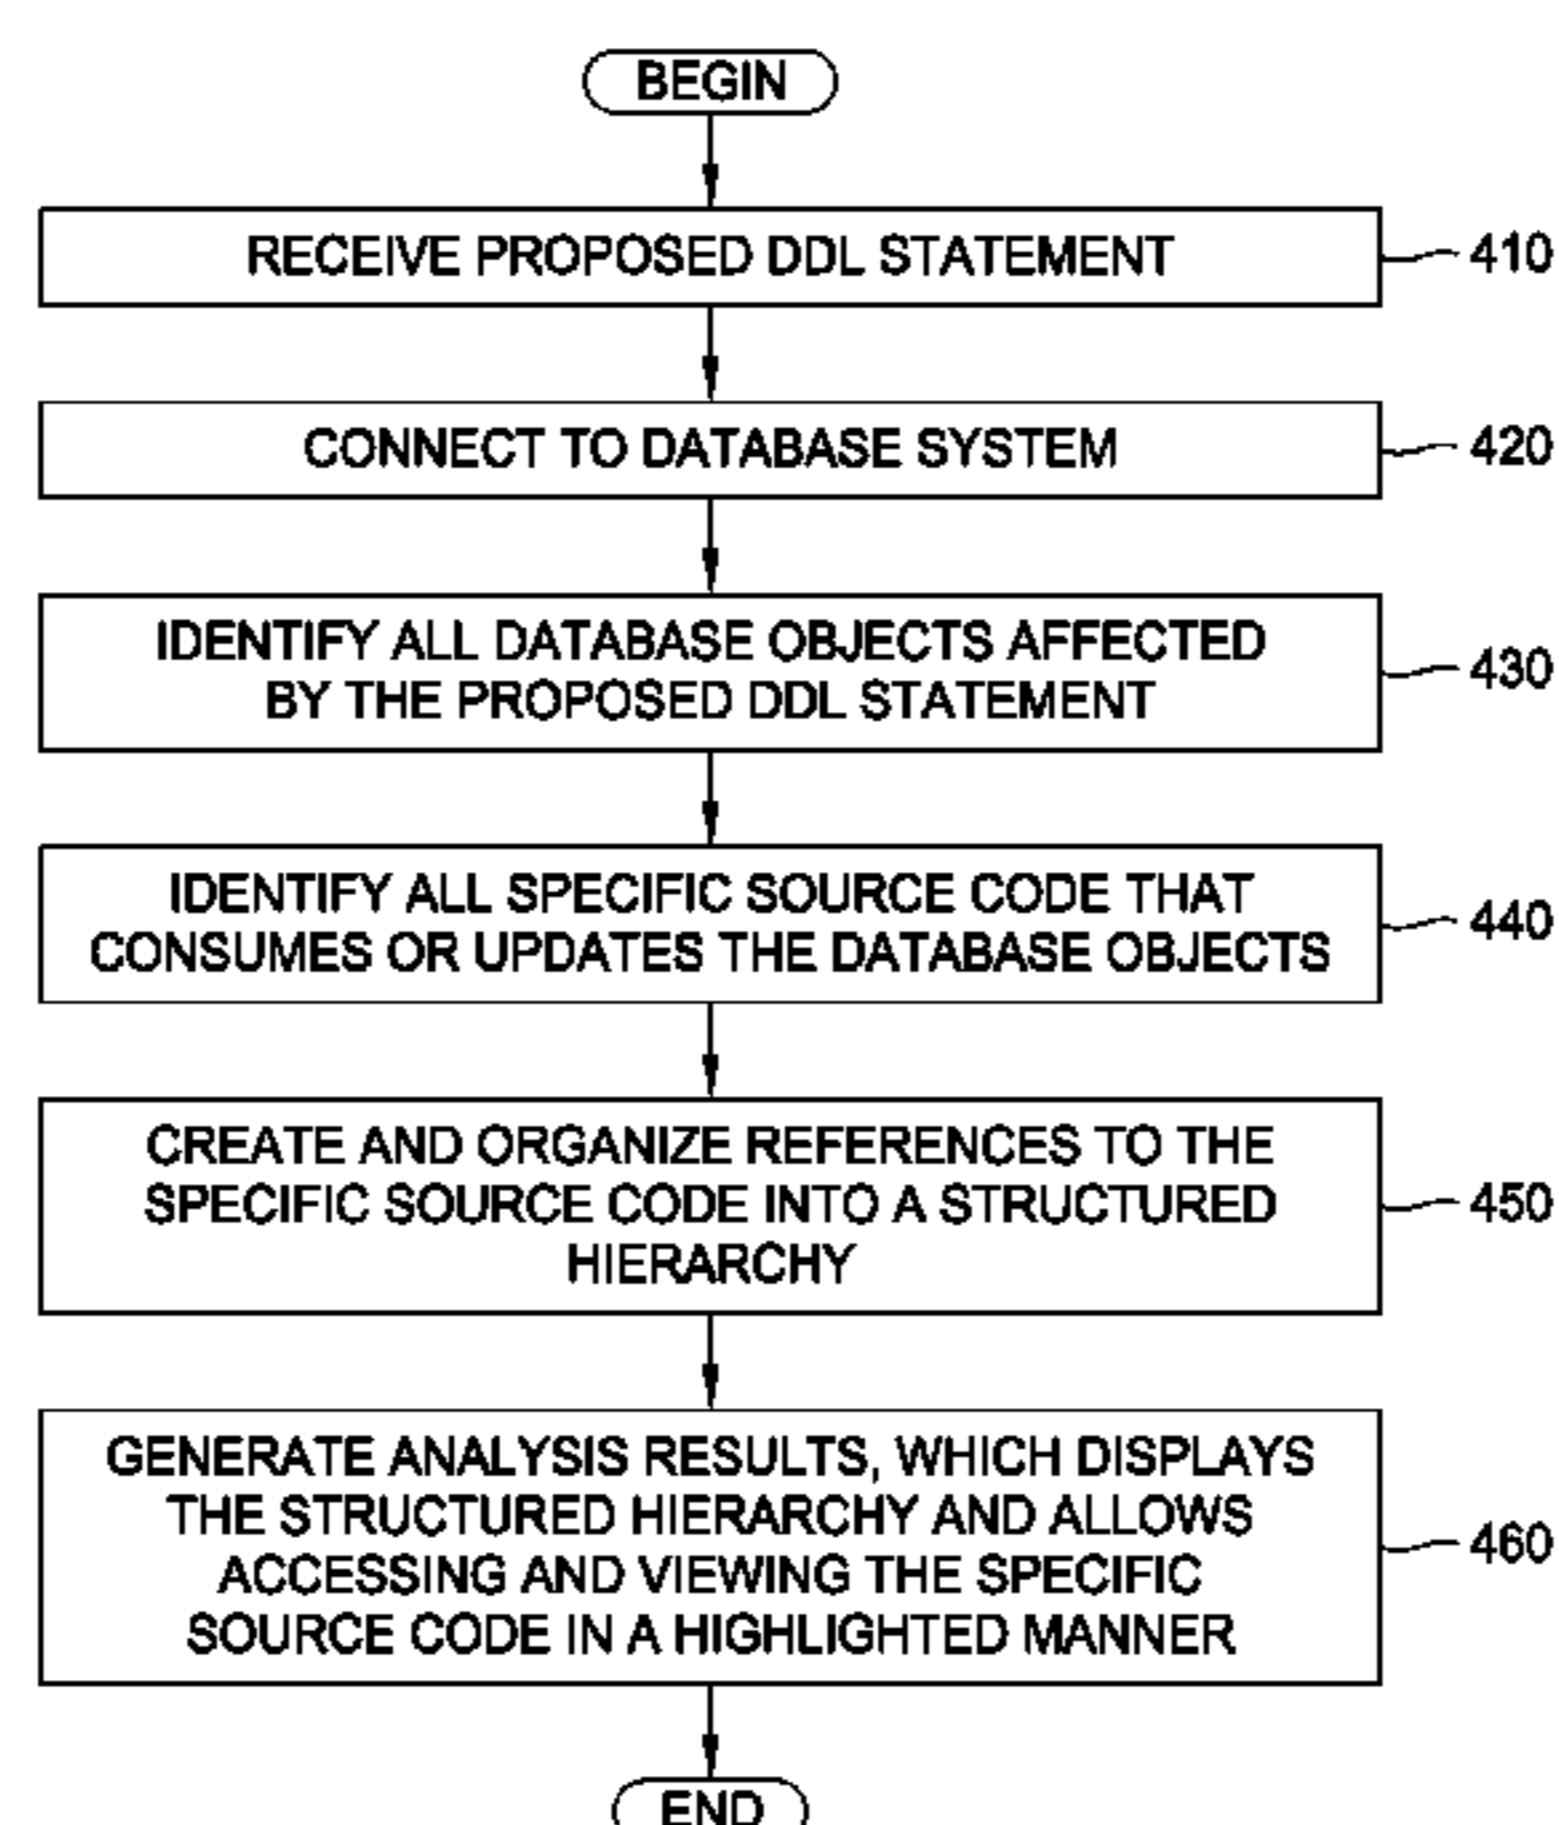 BEGIN
RECEIVE PROPOSED DDL STATEMENT
410
CONNECT TO DATABASE SYSTEM
420
IDENTIFY ALL DATABASE OBJECTS AFFECTED
BY THE PROPOSED DDL STATEMENT
430
IDENTIFY ALL SPECIFIC SOURCE CODE THAT
CONSUMES OR UPDATES THE DATABASE OBJECTS
440
CREATE AND ORGANIZE REFERENCES TO THE
SPECIFIC SOURCE CODE INTO A STRUCTURED
HIERARCHY
450
GENERATE ANALYSIS RESULTS, WHICH DISPLAYS
THE STRUCTURED HIERARCHY AND ALLOWS
ACCESSING AND VIEWING THE SPECIFIC
SOURCE CODE IN A HIGHLIGHTED MANNER
460
END